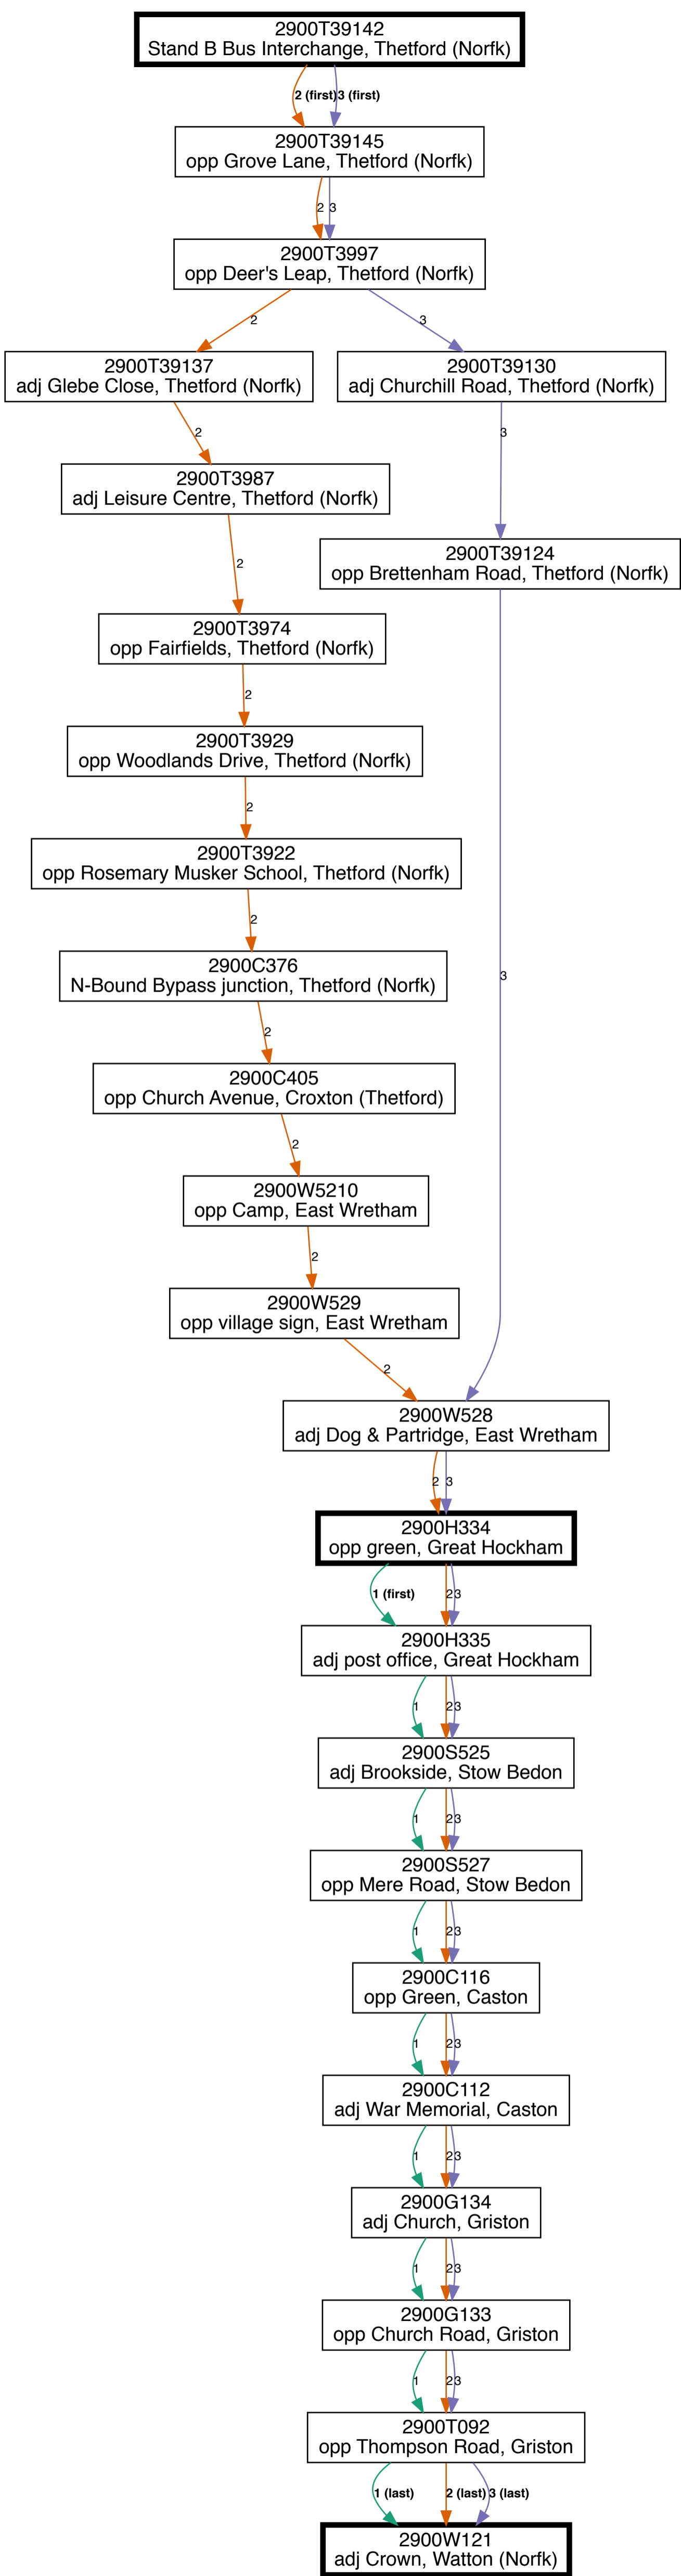 2900T39142
Stand B Bus Interchange, Thetford (Norfk)
2 (first) 3 (first)
2900T39145
opp Grove Lane, Thetford (Norfk)
2 3
2900T3997
opp Deer's Leap, Thetford (Norfk)
2 3
2900T39137
adj Glebe Close, Thetford (Norfk)
2900T39130
adj Churchill Road, Thetford (Norfk)
2 3
2900T3987
adj Leisure Centre, Thetford (Norfk)
2900T39124
opp Brettenham Road, Thetford (Norfk)
2
2900T3974
opp Fairfields, Thetford (Norfk)
2
2900T3929
opp Woodlands Drive, Thetford (Norfk)
2
2900T3922
opp Rosemary Musker School, Thetford (Norfk)
2
2900C376
N-Bound Bypass junction, Thetford (Norfk)
3
2
2900C405
opp Church Avenue, Croxton (Thetford)
2
2900W5210
opp Camp, East Wretham
2
2900W529
opp village sign, East Wretham
2
2900W528
adj Dog & Partridge, East Wretham
2 3
2900H334
opp green, Great Hockham
1 (first) 2 3
2900H335
adj post office, Great Hockham
1 2 3
2900S525
adj Brookside, Stow Bedon
1 2 3
2900S527
opp Mere Road, Stow Bedon
1 2 3
2900C116
opp Green, Caston
1 2 3
2900C112
adj War Memorial, Caston
1 2 3
2900G134
adj Church, Griston
1 2 3
2900G133
opp Church Road, Griston
1 2 3
2900T092
opp Thompson Road, Griston
1 (last) 2 (last) 3 (last)
2900W121
adj Crown, Watton (Norfk)